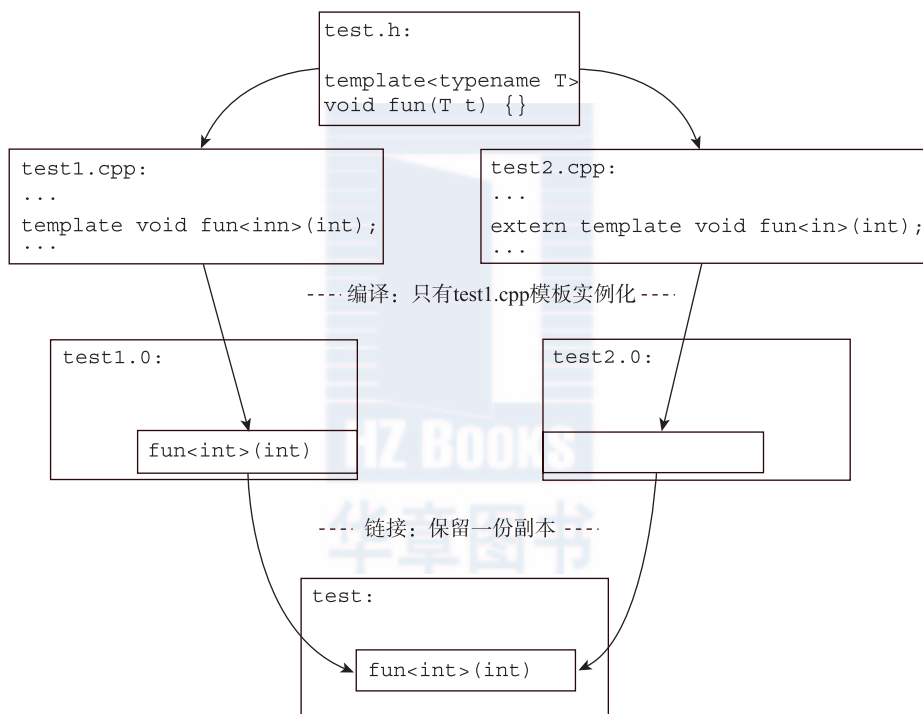 test.h:
template<typename T>
void fun(T t) {}
test1.cpp:
...
template void fun<inn>(int);
...
test2.cpp:
...
extern template void fun<in>(int);
...
---- 编译：只有test1.cpp模板实例化 ----
test1.0:
fun<int>(int)
test2.0:
HZ BOOKS
华章图书
---- 链接：保留一份副本 ----
test:
fun<int>(int)